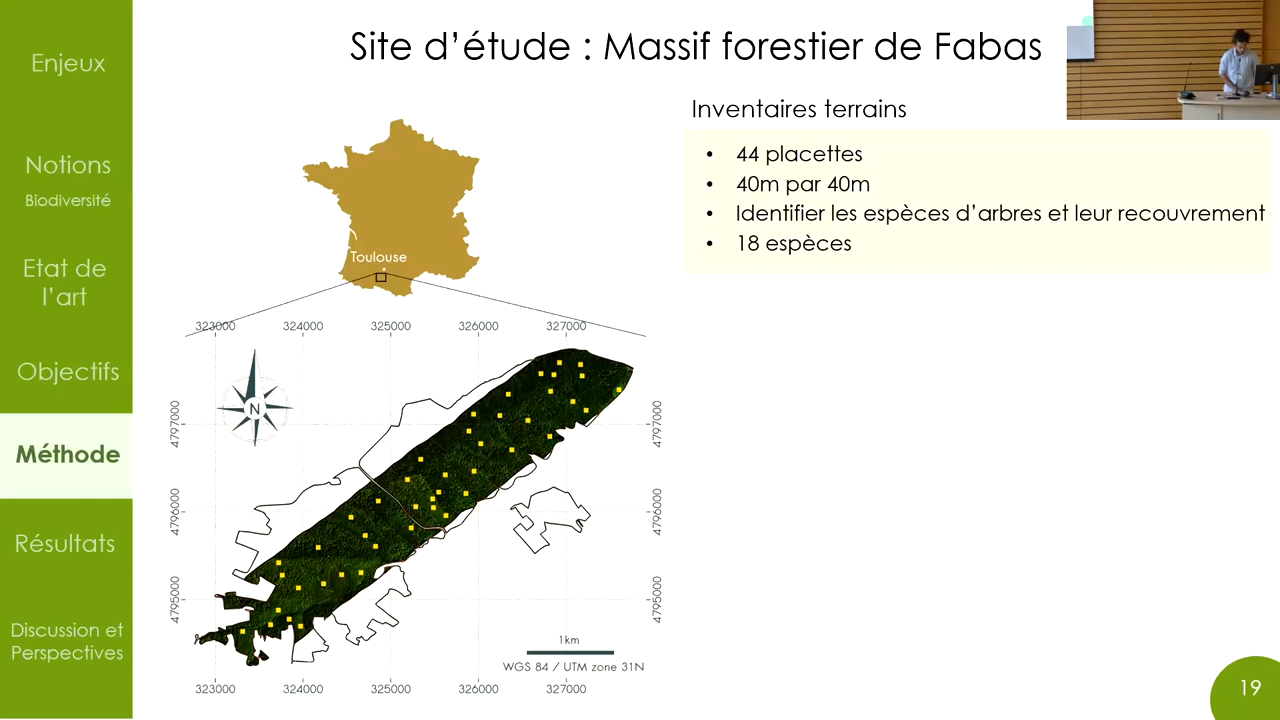 Site d’étude : Massif forestier de Fabas
Enjeux
Notions
Biodiversité
Etat de
l’art
Objectifs
Méthode
Résultats
Discussion et
Perspectives
Inventaires terrains
• 44 placettes
• 40m par 40m
• Identifier les espèces d’arbres et leur recouvrement
• 18 espèces
Toulouse
323000 324000 325000 326000 327000
N
4797000 4797000
4796000 4796000
4795000 4795000
1km
WGS 84 / UTM zone 31N
323000 324000 325000 326000 327000
19